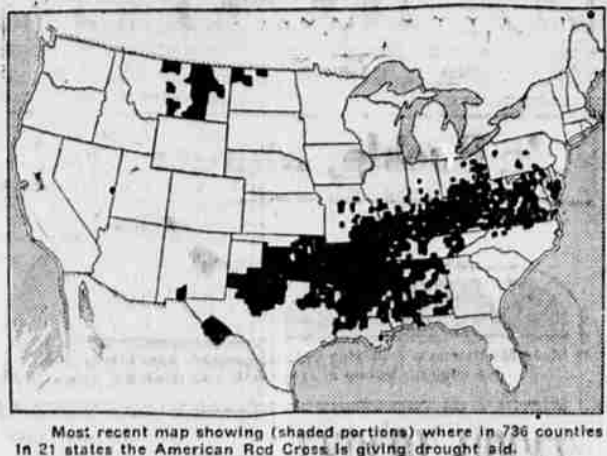 Most recent map showing (shaded portions) where in 736 counties
in 21 states the American Red Cross is giving drought aid.